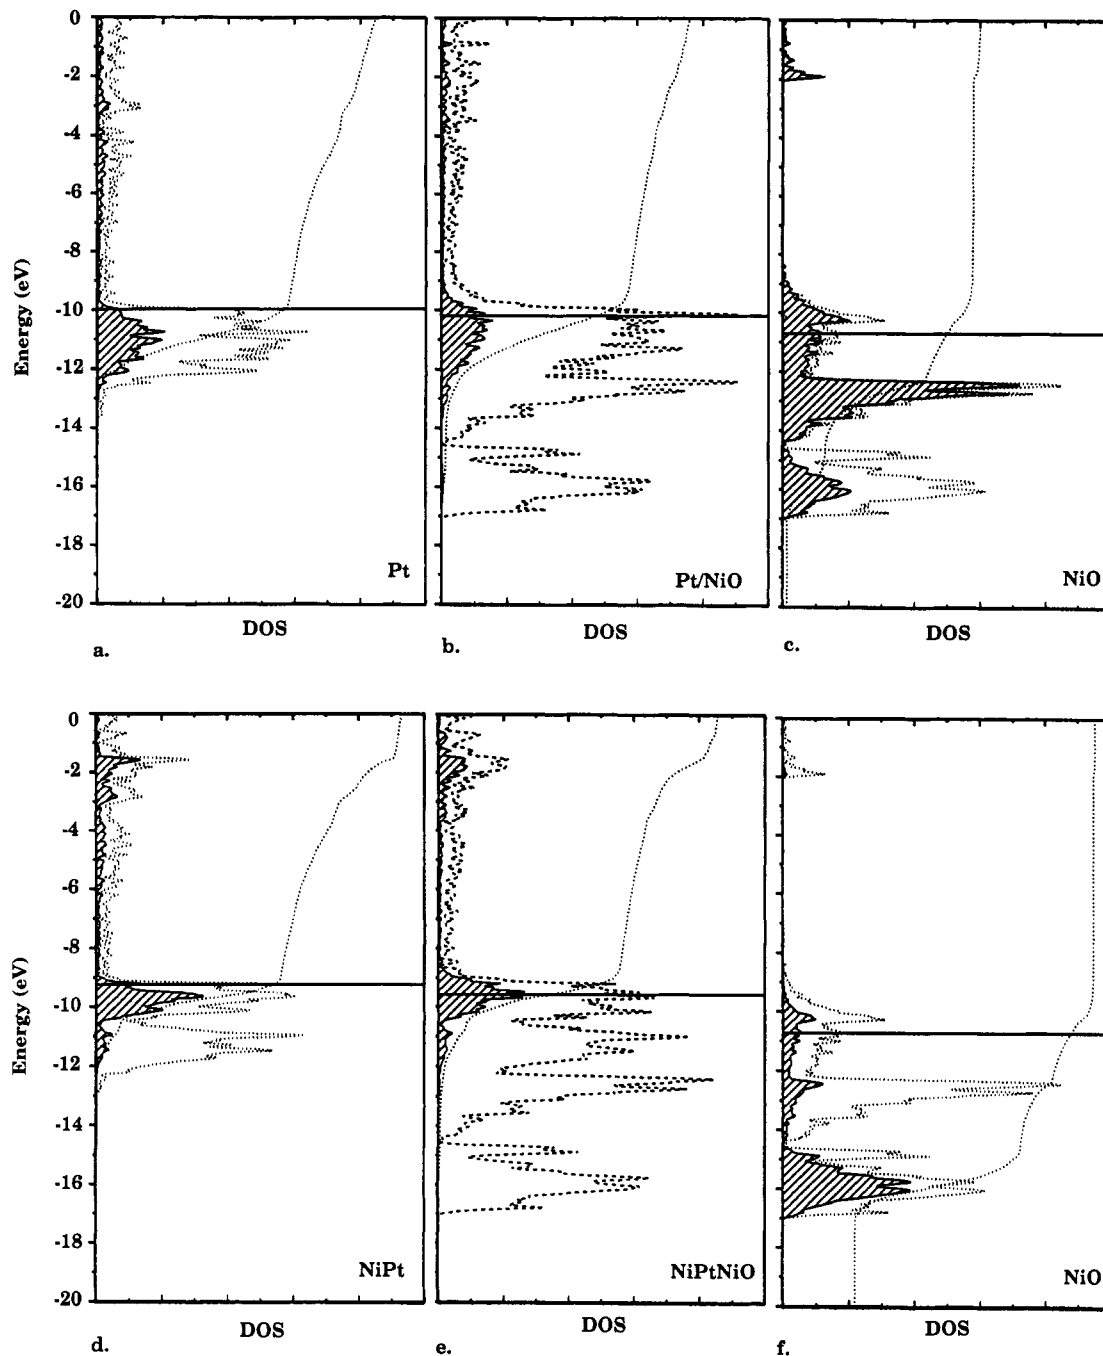 0
-2
-4
-6
-8
-10
-12
-14
-16
-18
-20
Energy (eV)
Pt
Pt/NiO
NiO
DOS
DOS
DOS
a.
b.
c.
0
-2
-4
-6
-8
-10
-12
-14
-16
-18
-20
Energy (eV)
NiPt
NiPtNiO
NiO
DOS
DOS
DOS
d.
e.
f.